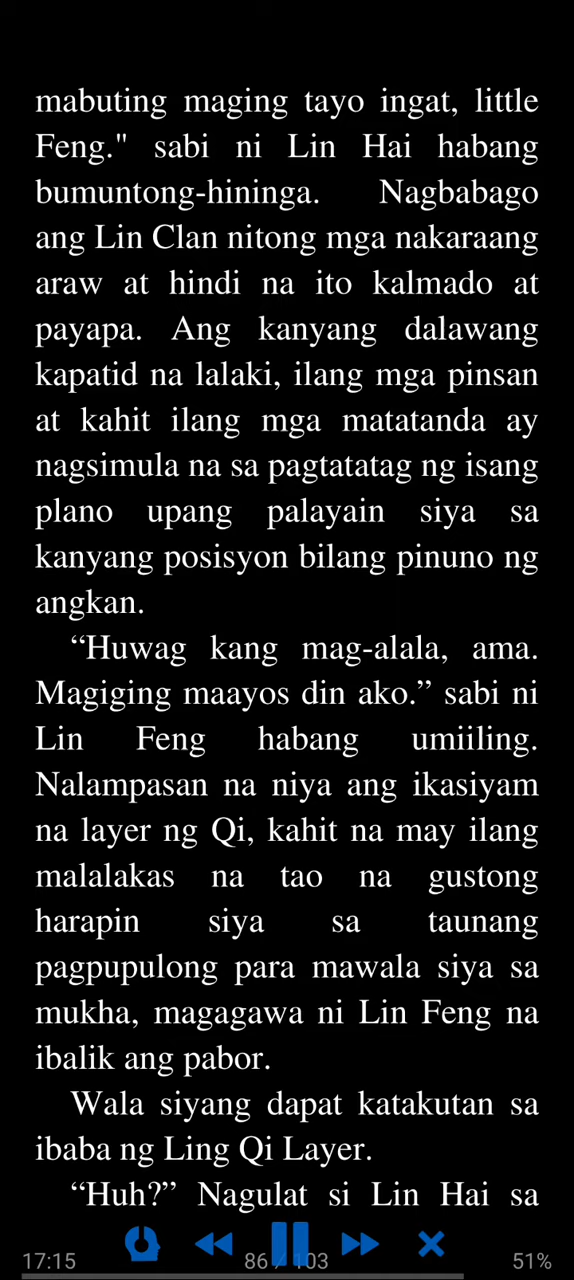 mabuting maging tayo ingat, little
Feng." sabi ni Lin Hai habang
bumuntong-hininga. Nagbabago
ang Lin Clan nitong mga nakaraang
araw at hindi na ito kalmado at
payapa. Ang kanyang dalawang
kapatid na lalaki, ilang mga pinsan
at kahit ilang mga matatanda ay
nagsimula na sa pagtatatag ng isang
plano upang palayain siya sa
kanyang posisyon bilang pinuno ng
angkan.
“Huwag kang mag-alala, ama.
Magiging maayos din ako.” sabi ni
Lin Feng habang umiiling.
Nalampasan na niya ang ikasiyam
na layer ng Qi, kahit na may ilang
malalakas na tao na gustong
harapin siya sa taunang
pagpupulong para mawala siya sa
mukha, magagawa ni Lin Feng na
ibalik ang pabor.
Wala siyang dapat katakutan sa
ibaba ng Ling Qi Layer.
“Huh?” Nagulat si Lin Hai sa
17:15 86 / 103 51%